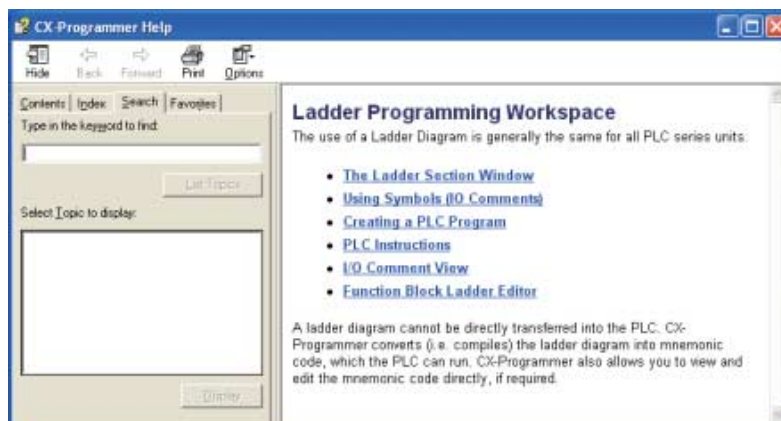 CX-Programmer Help
Hide Back Forward Print Options
Contents Index Search Favorites
Type in the keyword to find:
List Topics
Select Topic to display:
Display
Ladder Programming Workspace
The use of a Ladder Diagram is generally the same for all PLC series units.
The Ladder Section Window
Using Symbols (IO Comments)
Creating a PLC Program
PLC Instructions
I/O Comment View
Function Block Ladder Editor
A ladder diagram cannot be directly transferred into the PLC. CX-
Programmer converts (i.e. compiles) the ladder diagram into mnemonic
code, which the PLC can run. CX-Programmer also allows you to view and
edit the mnemonic code directly, if required.